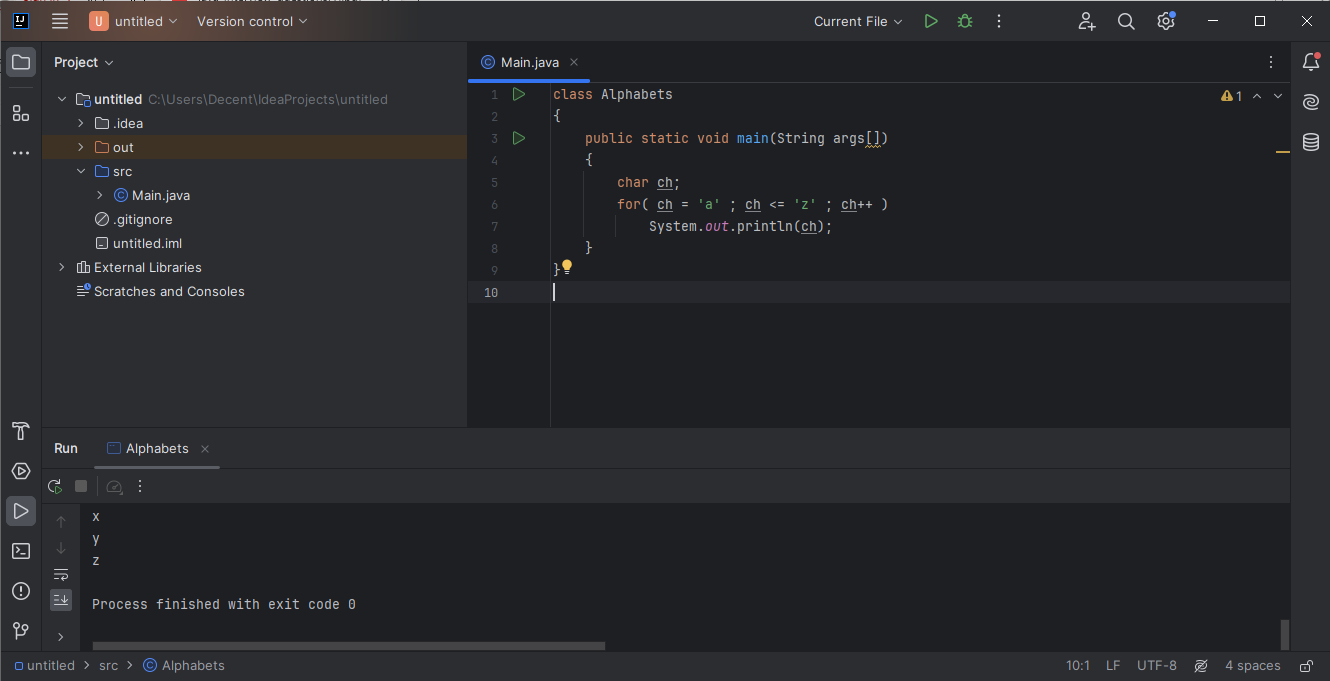 U untitled Version control Current File
Project
Main.java
untitled C:\Users\Decent\IdeaProjects\untitled
.idea
out
src
Main.java
.gitignore
untitled.iml
External Libraries
Scratches and Consoles
1 class Alphabets
2 {
3     public static void main(String args[])
4     {
5         char ch;
6         for( ch = 'a' ; ch <= 'z' ; ch++ )
7             System.out.println(ch);
8     }
9 }
10
1
Run Alphabets
x
y
z
Process finished with exit code 0
untitled > src > Alphabets 10:1 LF UTF-8 4 spaces